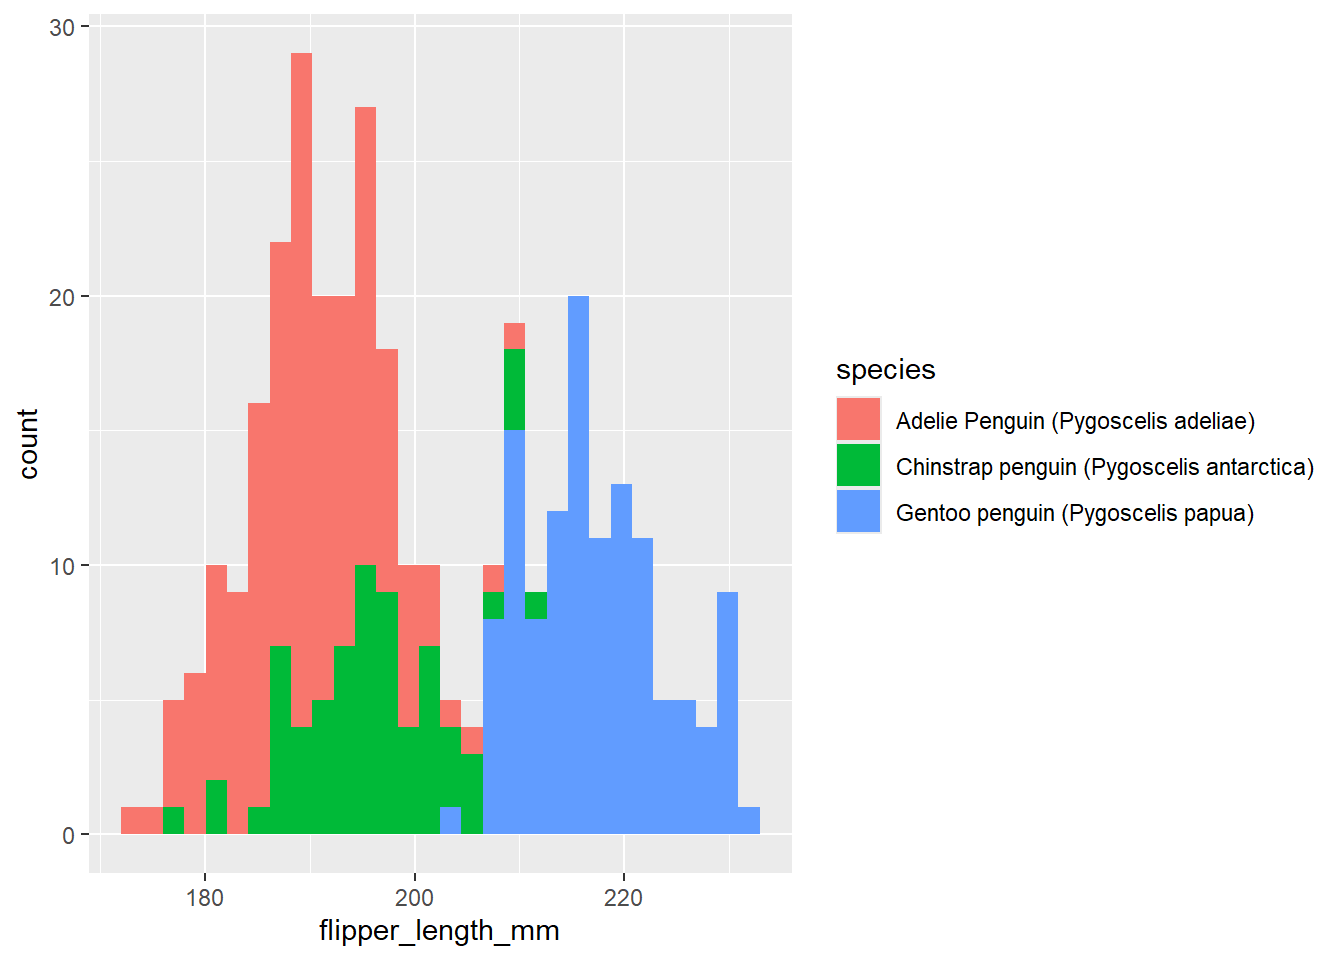 30
20
10
0
count
180
200
220
flipper_length_mm
species
Adelie Penguin (Pygoscelis adeliae)
Chinstrap penguin (Pygoscelis antarctica)
Gentoo penguin (Pygoscelis papua)